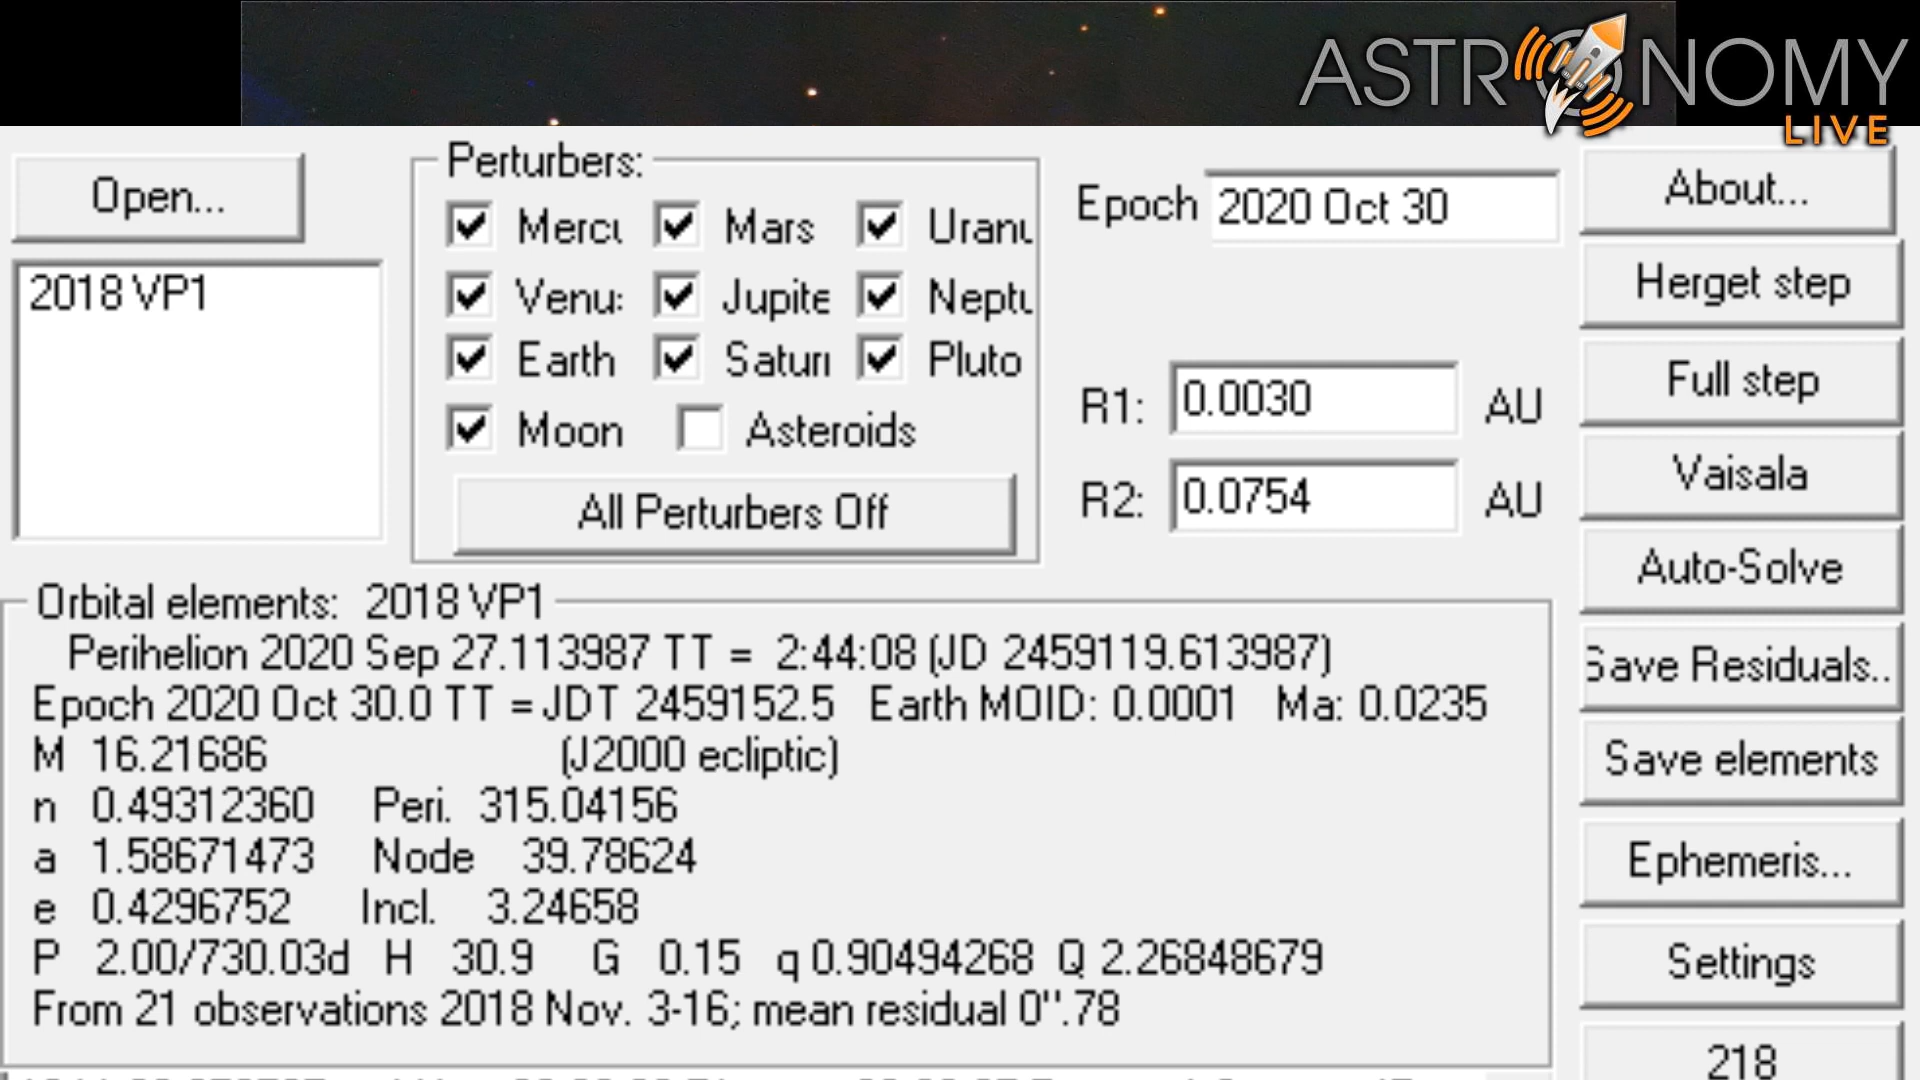 ASTRONOMY
LIVE
Open...
2018 VP1
Perturbers:
Mercu Mars Uranu
Venus Jupite Neptu
Earth Saturn Pluto
Moon Asteroids
All Perturbers Off
Epoch 2020 Oct 30
R1: 0.0030 AU
R2: 0.0754 AU
About...
Herget step
Full step
Vaisala
Auto-Solve
Save Residuals..
Save elements
Ephemeris...
Settings
218
Orbital elements: 2018 VP1
Perihelion 2020 Sep 27.113987 TT = 2:44:08 (JD 2459119.613987)
Epoch 2020 Oct 30.0 TT = JDT 2459152.5 Earth MOID: 0.0001 Ma: 0.0235
M 16.21686 (J2000 ecliptic)
n 0.49312360 Peri. 315.04156
a 1.58671473 Node 39.78624
e 0.4296752 Incl. 3.24658
P 2.00/730.03d H 30.9 G 0.15 q 0.90494268 Q 2.26848679
From 21 observations 2018 Nov. 3-16; mean residual 0".78